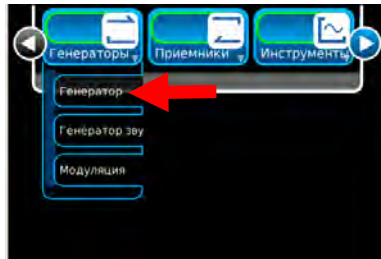 Генераторы Приемники Инструменты
Генератор
Генератор зву
Модуляция